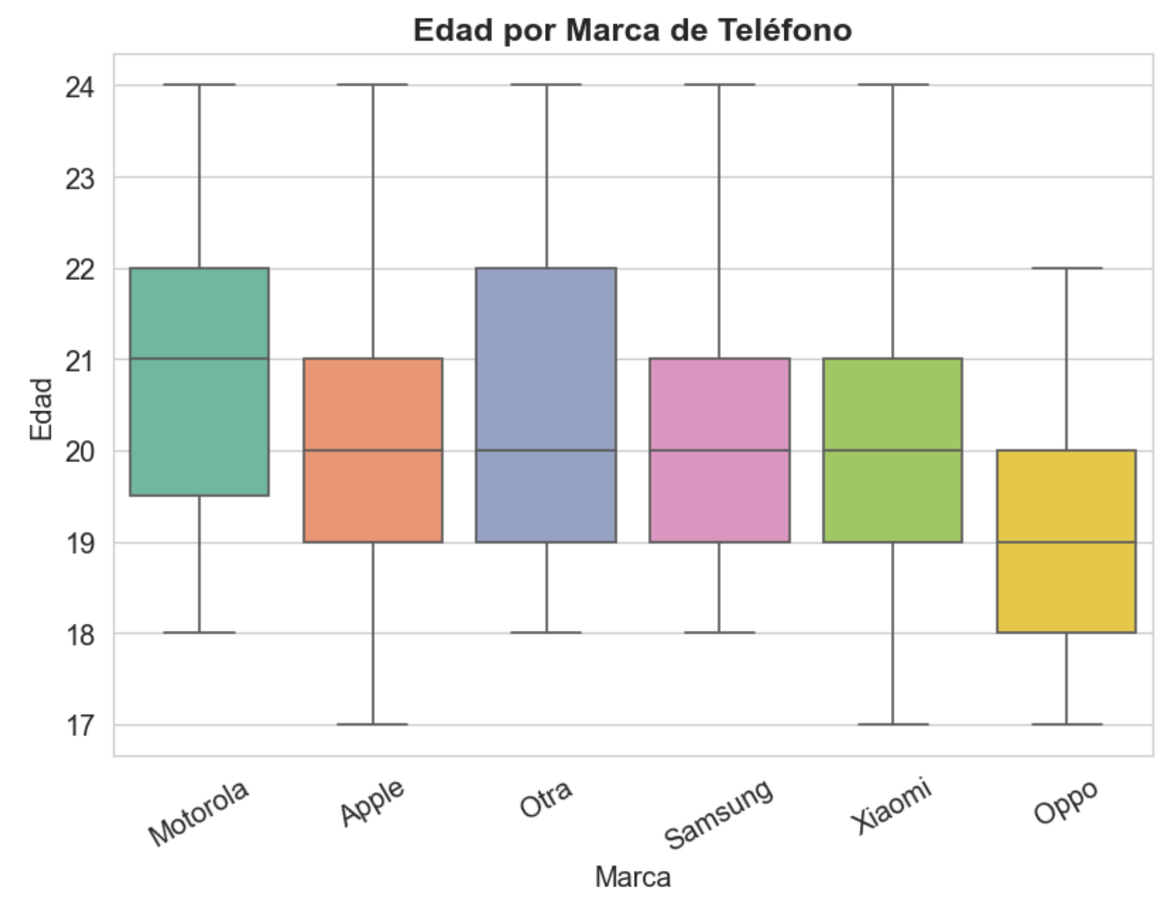 Edad por Marca de Teléfono
24
23
22
21
20
19
18
17
Edad
Motorola
Apple
Otra
Samsung
Xiaomi
Oppo
Marca